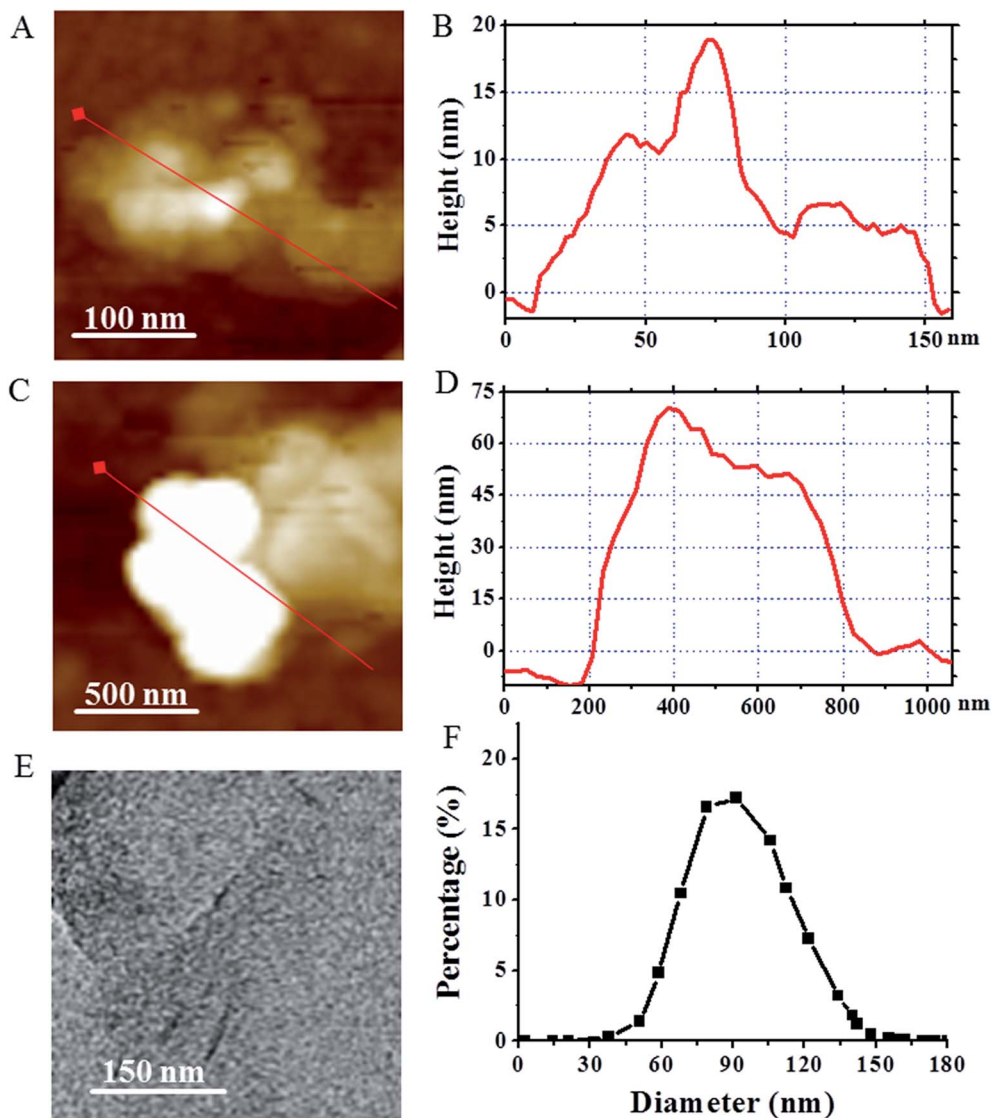 A
100 nm
B
Height (nm)
20
15
10
5
0
0 50 100 150 nm
C
500 nm
D
Height (nm)
75
60
45
30
15
0
0 200 400 600 800 1000 nm
E
150 nm
F
Percentage (%)
20
15
10
5
0
0 30 60 90 120 150 180
Diameter (nm)